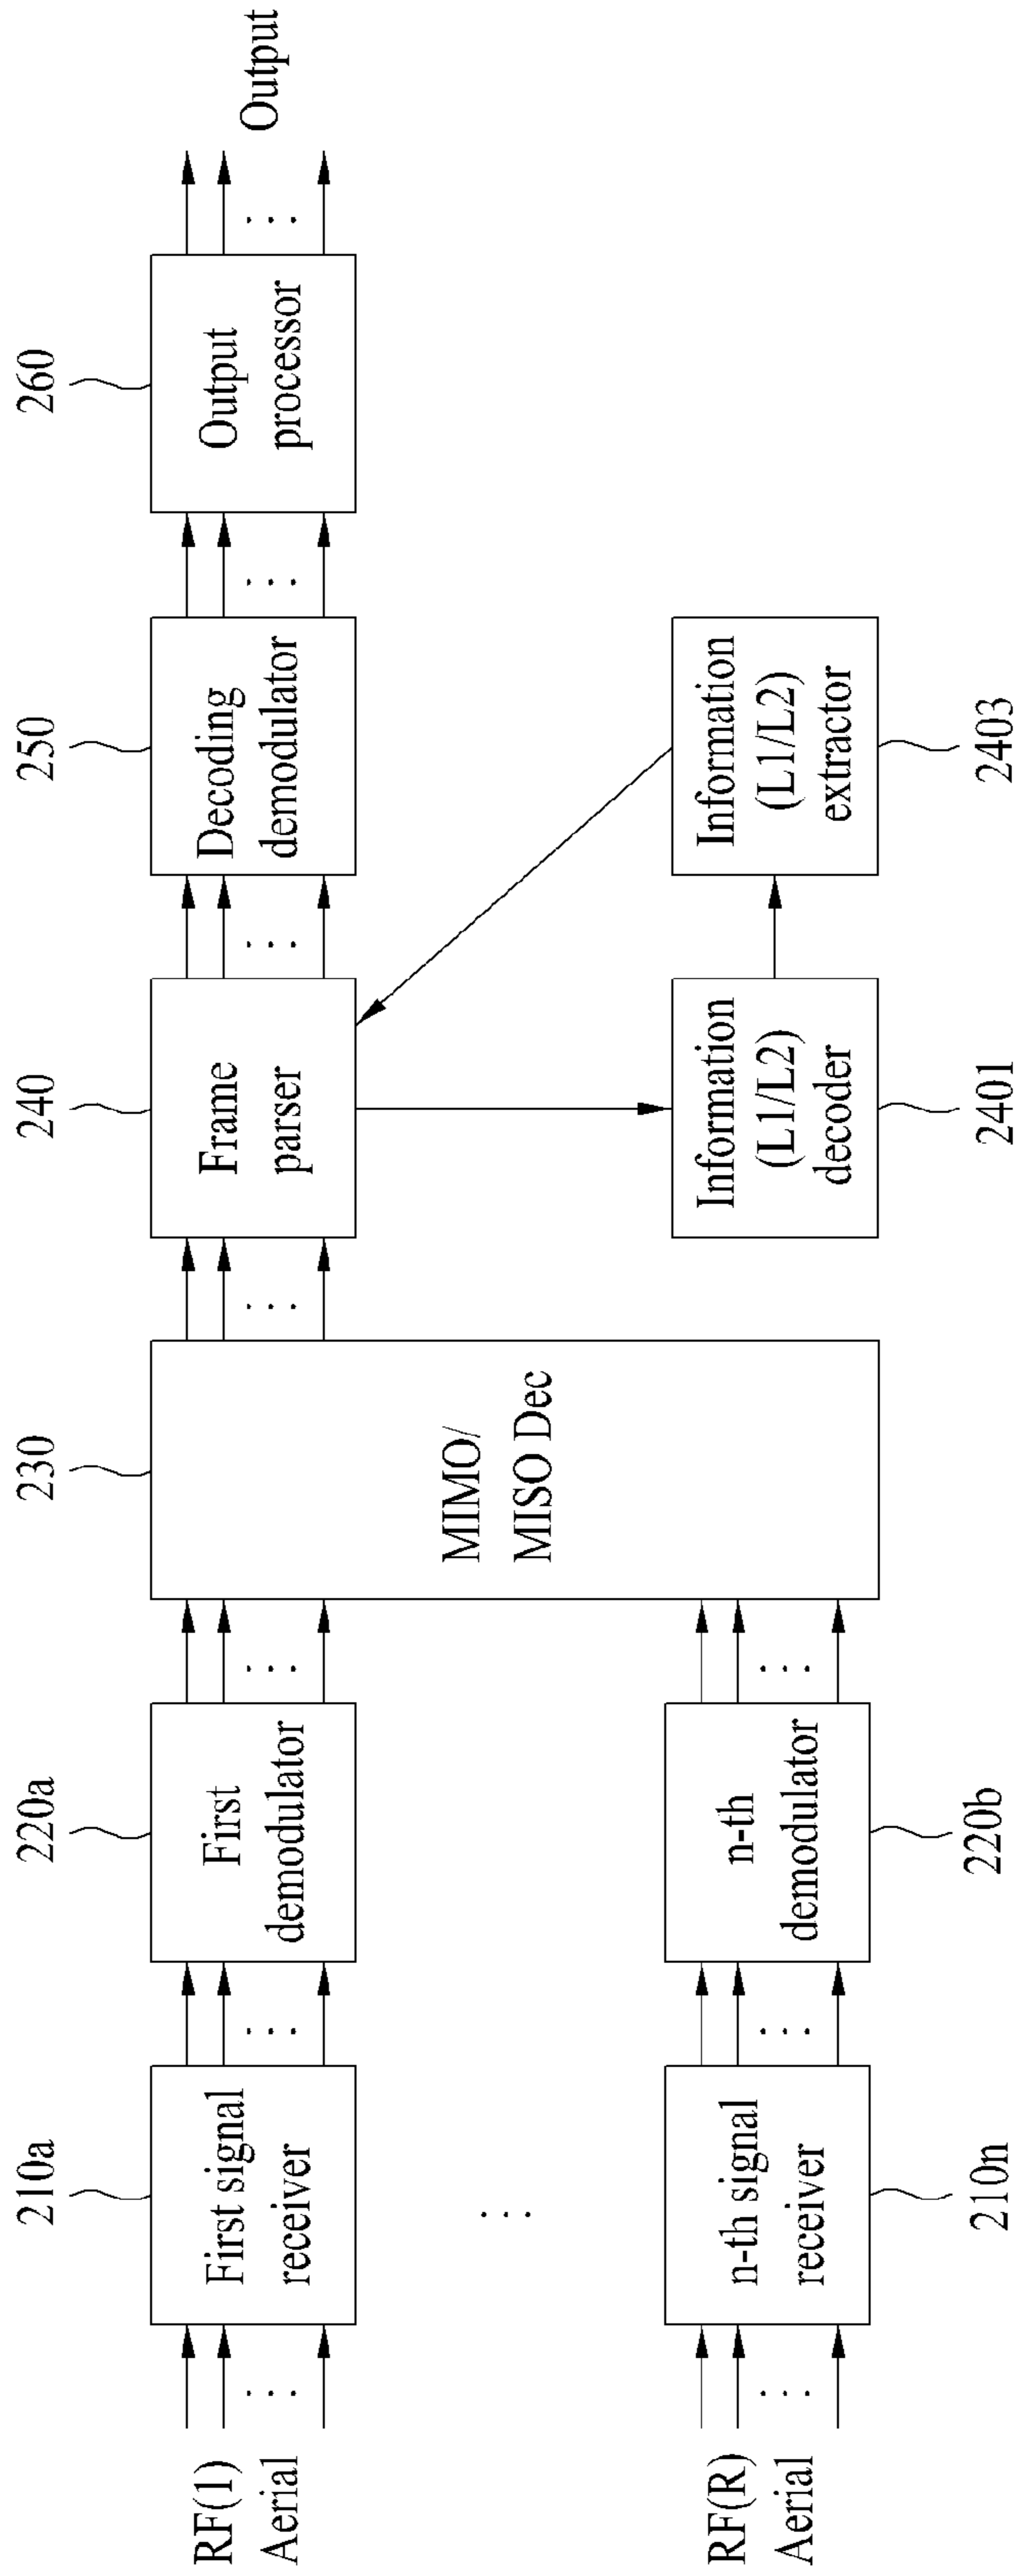 210a
220a
230
240
250
260
RF(1)
Aerial
First signal
receiver
First
demodulator
MIMO/
MISO Dec
Frame
parser
Decoding
demodulator
Output
processor
Output
RF(R)
Aerial
n-th signal
receiver
n-th
demodulator
Information
(L1/L2)
decoder
Information
(L1/L2)
extractor
210n
220b
2401
2403